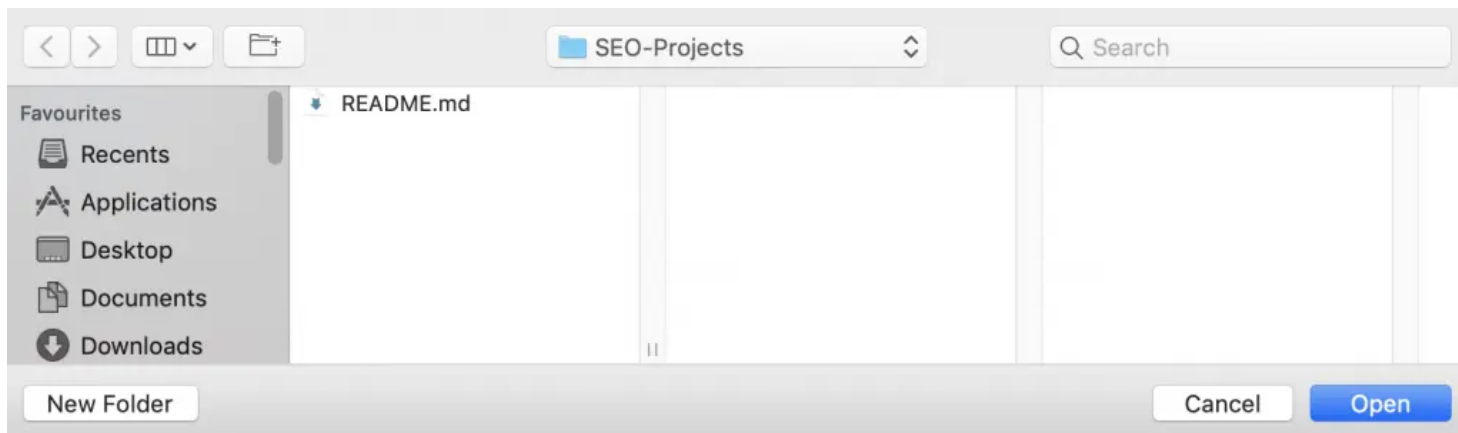 SEO-Projects
Search
Favourites
Recents
Applications
Desktop
Documents
Downloads
README.md
New Folder
Cancel
Open